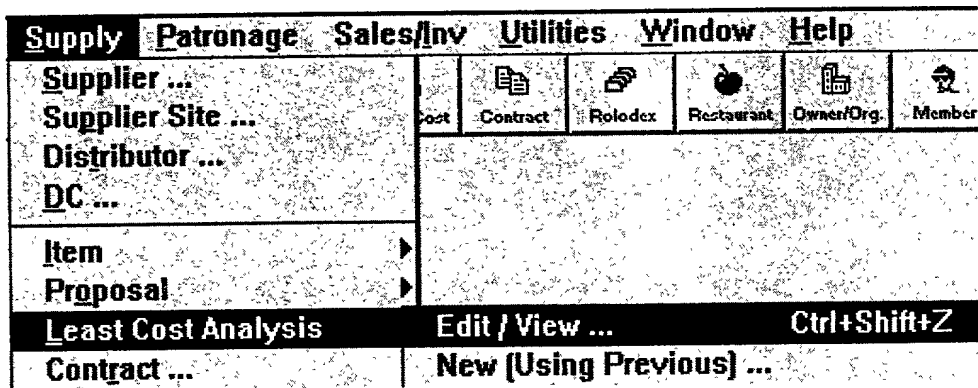 Supply Patronage Sales/Inv Utilities Window Help
Supplier ...
Supplier Site ...
Distributor ...
DC ...
Cost Contract Rolodex Restaurant Owner/Org. Member
Item
Proposal
Least Cost Analysis Edit / View ... Ctrl+Shift+Z
Contract ... New (Using Previous) ...